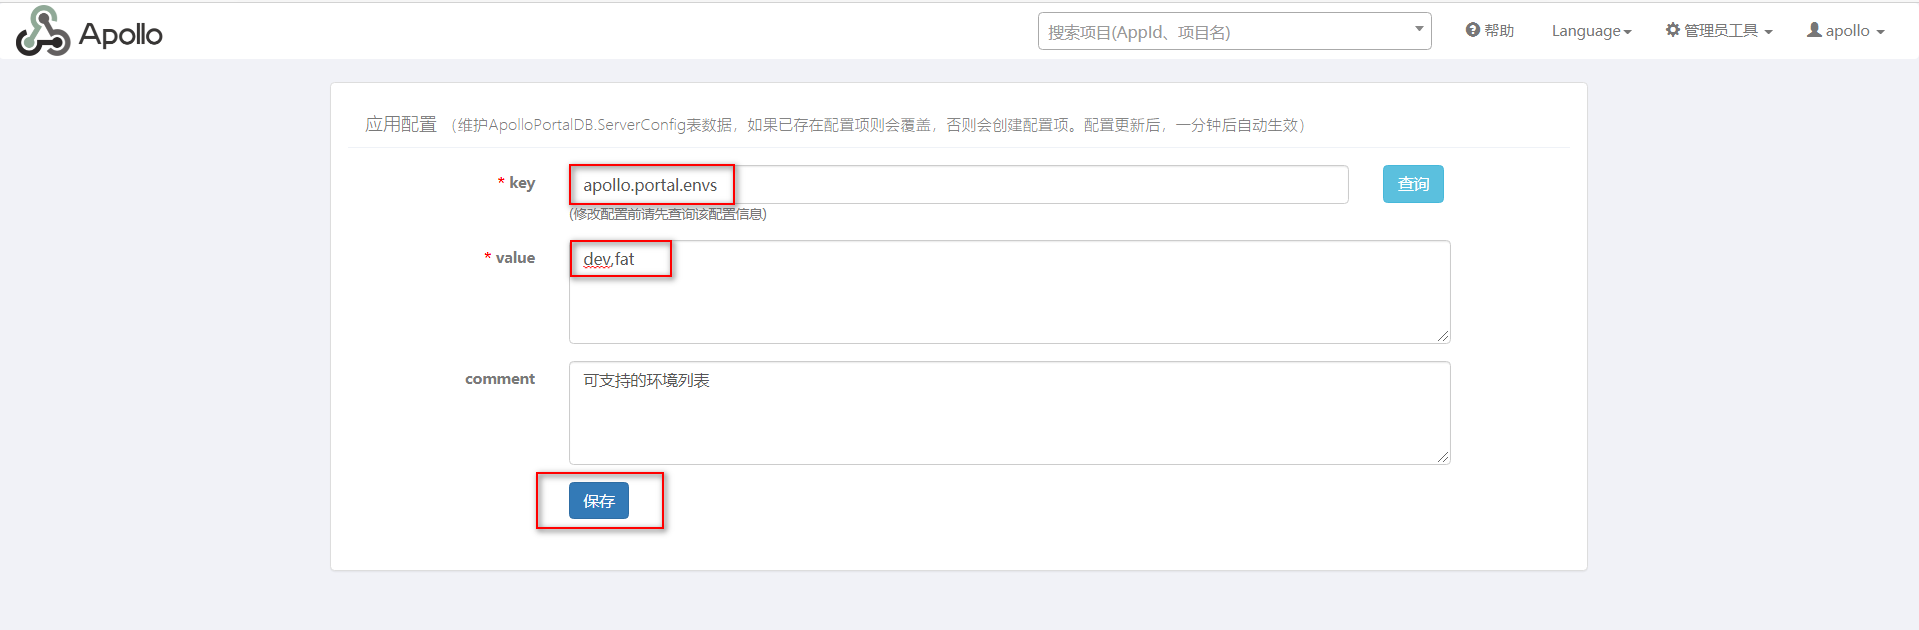 Apollo
搜索项目(AppId、项目名)
帮助
Language
管理员工具
apollo
应用配置 （维护ApolloPortalDB.ServerConfig表数据，如果已存在配置项则会覆盖，否则会创建配置项。配置更新后，一分钟后自动生效）
* key
apollo.portal.envs
查询
(修改配置前请先查询该配置信息)
* value
dev,fat
comment
可支持的环境列表
保存